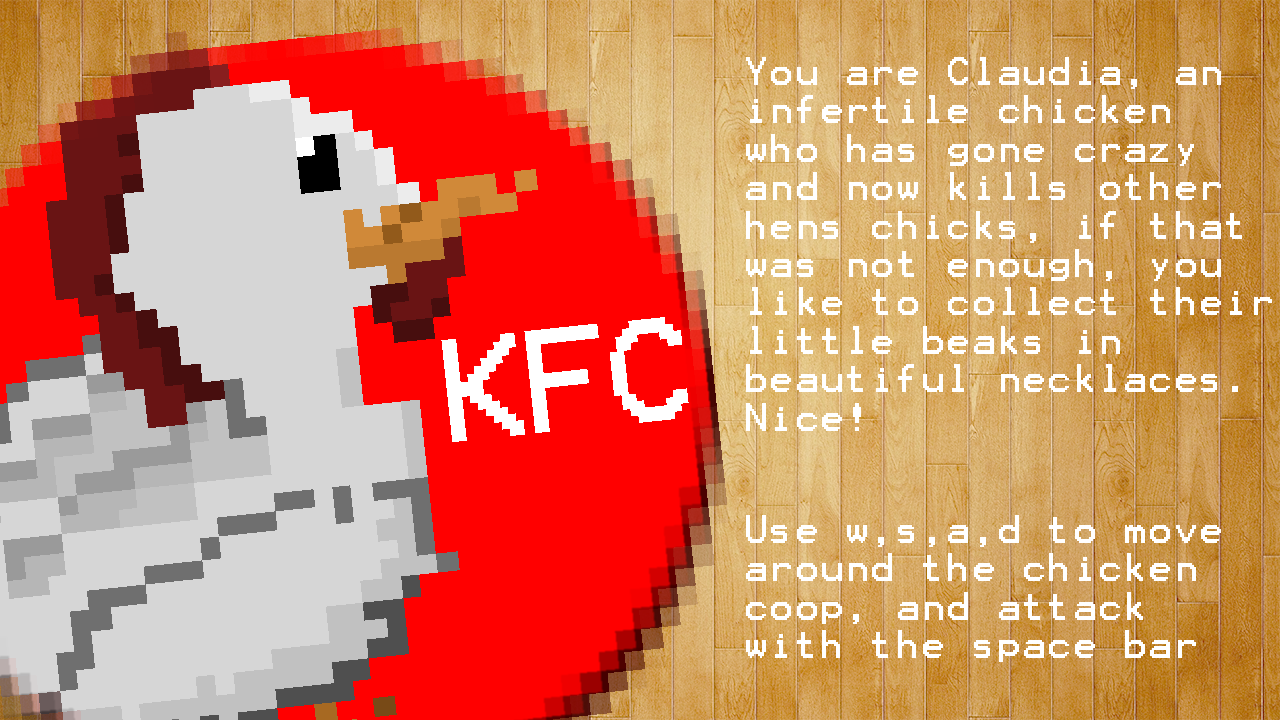 KFC
You are Claudia, an
infertile chicken
who has gone crazy
and now kills other
hens chicks, if that
was not enough, you
like to collect their
little beaks in
beautiful necklaces.
Nice!
Use w,s,a,d to move
around the chicken
coop, and attack
with the space bar